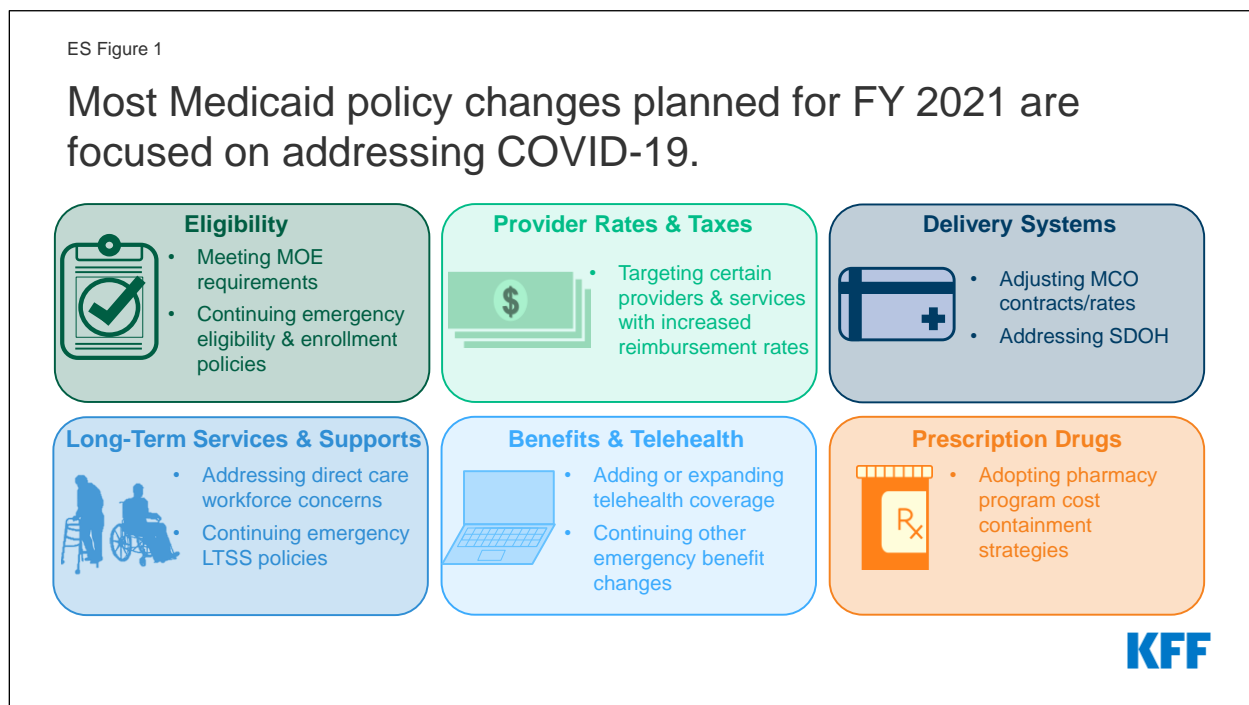 ES Figure 1
Most Medicaid policy changes planned for FY 2021 are
focused on addressing COVID-19.
Eligibility
• Meeting MOE
requirements
• Continuing emergency
eligibility & enrollment
policies
Provider Rates & Taxes
$
• Targeting certain
providers & services
with increased
reimbursement rates
Delivery Systems
• Adjusting MCO
contracts/rates
• Addressing SDOH
Long-Term Services & Supports
• Addressing direct care
workforce concerns
• Continuing emergency
LTSS policies
Benefits & Telehealth
• Adding or expanding
telehealth coverage
• Continuing other
emergency benefit
changes
Prescription Drugs
Rx
• Adopting pharmacy
program cost
containment
strategies
KFF